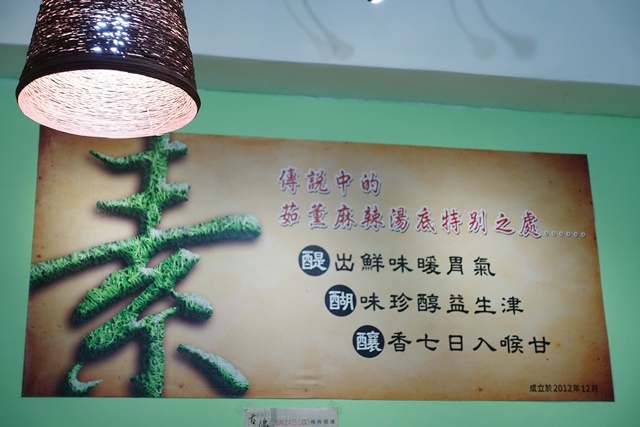 素
傳說中的
茹薰麻辣湯底特別之處......
醍出鮮味暖胃氣
醐味珍醇益生津
釀香七日入喉甘
成立於2012年12月